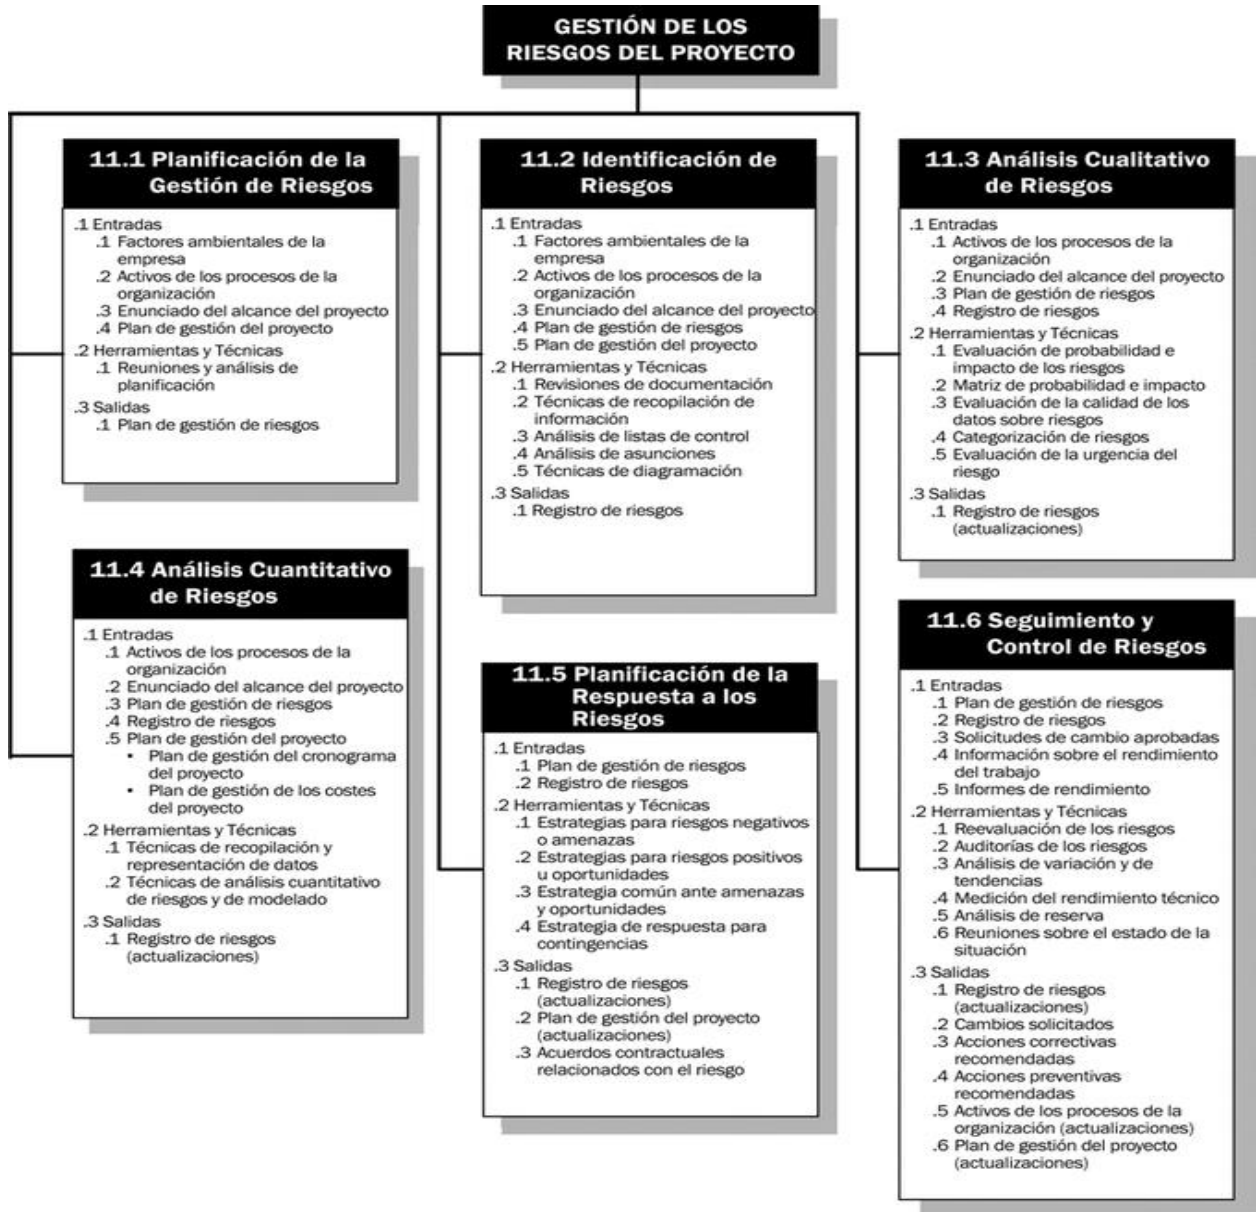 GESTIÓN DE LOS
RIESGOS DEL PROYECTO
11.1 Planificación de la
Gestión de Riesgos
.1 Entradas
.1 Factores ambientales de la
empresa
.2 Activos de los procesos de la
organización
.3 Enunciado del alcance del proyecto
.4 Plan de gestión del proyecto
.2 Herramientas y Técnicas
.1 Reuniones y análisis de
planificación
.3 Salidas
.1 Plan de gestión de riesgos
11.2 Identificación de
Riesgos
.1 Entradas
.1 Factores ambientales de la
empresa
.2 Activos de los procesos de la
organización
.3 Enunciado del alcance del proyecto
.4 Plan de gestión de riesgos
.5 Plan de gestión del proyecto
.2 Herramientas y Técnicas
.1 Revisiones de documentación
.2 Técnicas de recopilación de
información
.3 Análisis de listas de control
.4 Análisis de asunciones
.5 Técnicas de diagramación
.3 Salidas
.1 Registro de riesgos
11.3 Análisis Cualitativo
de Riesgos
.1 Entradas
.1 Activos de los procesos de la
organización
.2 Enunciado del alcance del proyecto
.3 Plan de gestión de riesgos
.4 Registro de riesgos
.2 Herramientas y Técnicas
.1 Evaluación de probabilidad e
impacto de los riesgos
.2 Matriz de probabilidad e impacto
.3 Evaluación de la calidad de los
datos sobre riesgos
.4 Categorización de riesgos
.5 Evaluación de la urgencia del
riesgo
.3 Salidas
.1 Registro de riesgos
(actualizaciones)
11.4 Análisis Cuantitativo
de Riesgos
.1 Entradas
.1 Activos de los procesos de la
organización
.2 Enunciado del alcance del proyecto
.3 Plan de gestión de riesgos
.4 Registro de riesgos
.5 Plan de gestión del proyecto
• Plan de gestión del cronograma
del proyecto
• Plan de gestión de los costes
del proyecto
.2 Herramientas y Técnicas
.1 Técnicas de recopilación y
representación de datos
.2 Técnicas de análisis cuantitativo
de riesgos y de modelado
.3 Salidas
.1 Registro de riesgos
(actualizaciones)
11.5 Planificación de la
Respuesta a los
Riesgos
.1 Entradas
.1 Plan de gestión de riesgos
.2 Registro de riesgos
.2 Herramientas y Técnicas
.1 Estrategias para riesgos negativos
o amenazas
.2 Estrategias para riesgos positivos
u oportunidades
.3 Estrategia común ante amenazas
y oportunidades
.4 Estrategia de respuesta para
contingencias
.3 Salidas
.1 Registro de riesgos
(actualizaciones)
.2 Plan de gestión del proyecto
(actualizaciones)
.3 Acuerdos contractuales
relacionados con el riesgo
11.6 Seguimiento y
Control de Riesgos
.1 Entradas
.1 Plan de gestión de riesgos
.2 Registro de riesgos
.3 Solicitudes de cambio aprobadas
.4 Información sobre el rendimiento
del trabajo
.5 Informes de rendimiento
.2 Herramientas y Técnicas
.1 Reevaluación de los riesgos
.2 Auditorías de los riesgos
.3 Análisis de variación y de
tendencias
.4 Medición del rendimiento técnico
.5 Análisis de reserva
.6 Reuniones sobre el estado de la
situación
.3 Salidas
.1 Registro de riesgos
(actualizaciones)
.2 Cambios solicitados
.3 Acciones correctivas
recomendadas
.4 Acciones preventivas
recomendadas
.5 Activos de los procesos de la
organización (actualizaciones)
.6 Plan de gestión del proyecto
(actualizaciones)